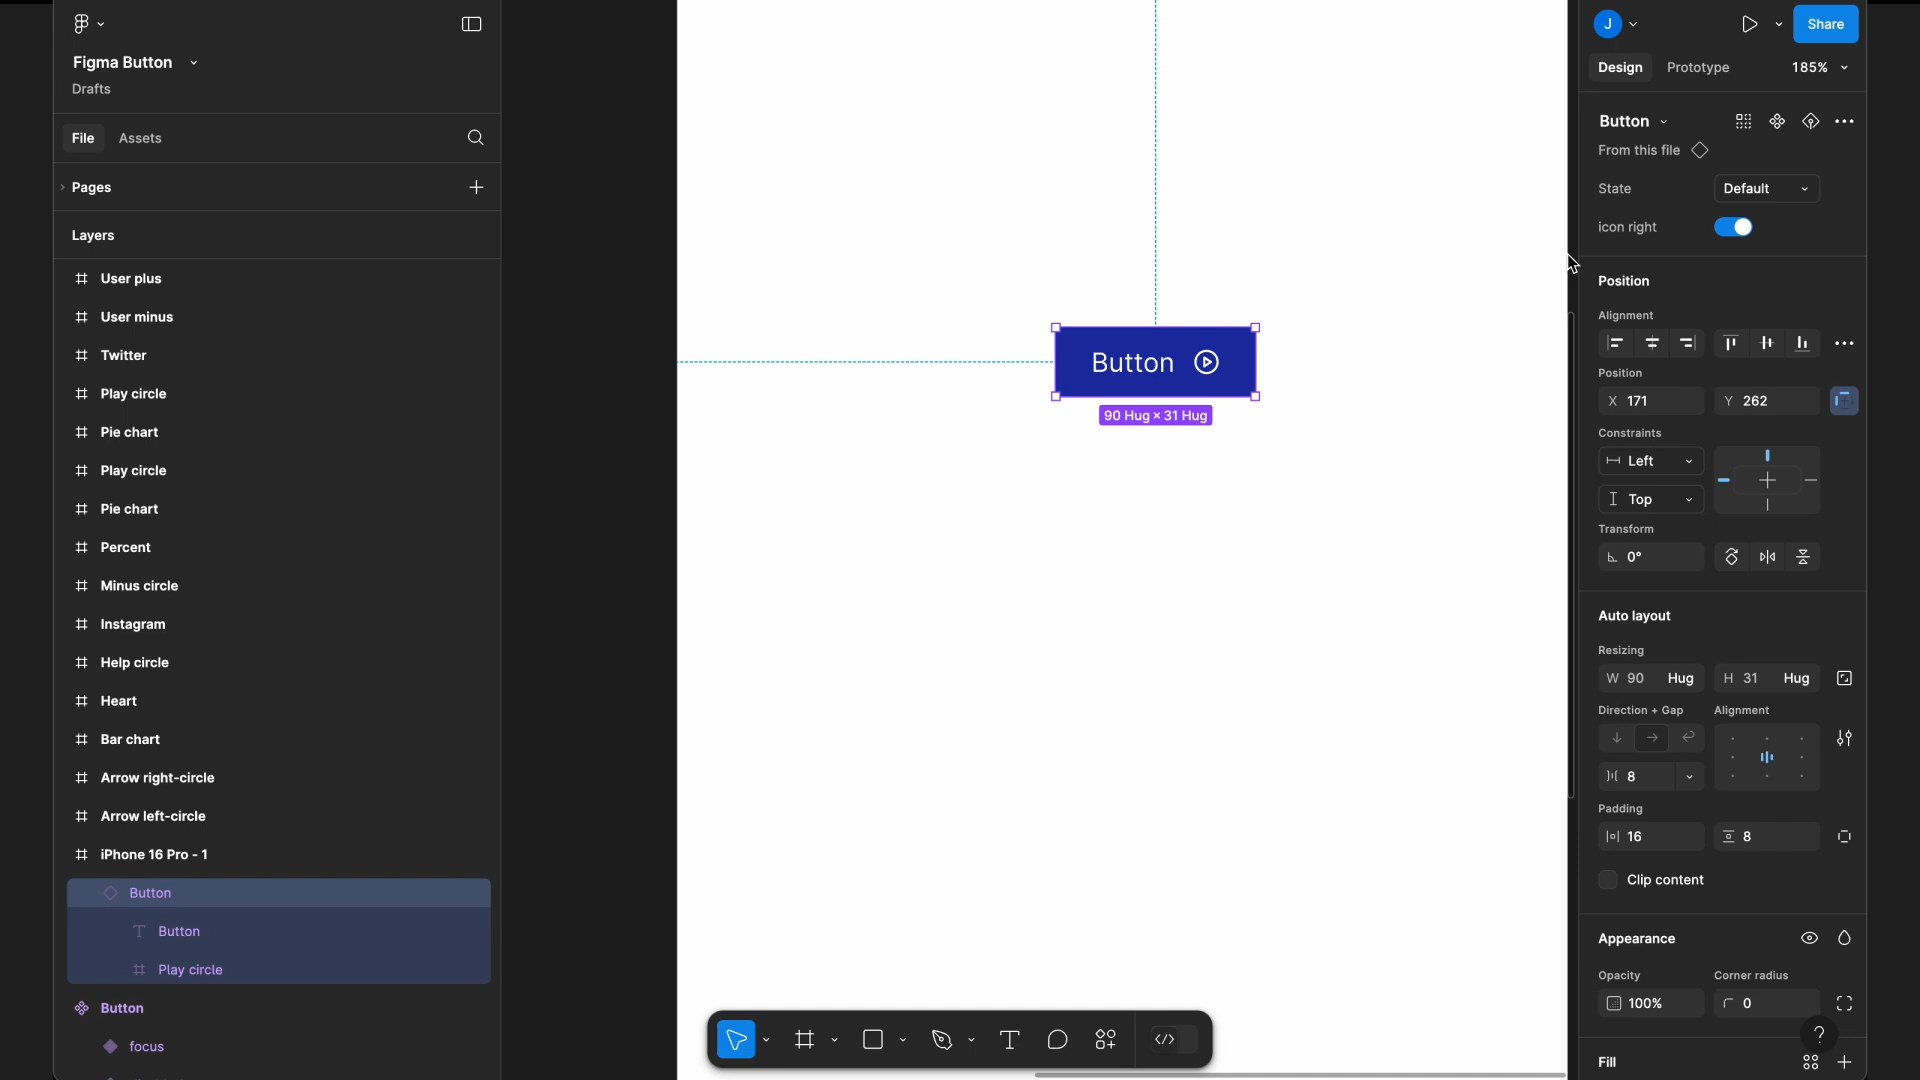 Figma Button
Drafts
File
Assets
Pages
Layers
User plus
User minus
Twitter
Play circle
Pie chart
Play circle
Pie chart
Percent
Minus circle
Instagram
Help circle
Heart
Bar chart
Arrow right-circle
Arrow left-circle
iPhone 16 Pro - 1
Button
T Button
Play circle
Button
focus
Button
90 Hug × 31 Hug
J
Share
Design
Prototype
185%
Button
From this file
State
Default
icon right
Position
Alignment
Position
X 171
Y 262
Constraints
Left
Top
Transform
0°
Auto layout
Resizing
W 90 Hug
H 31 Hug
Direction + Gap
Alignment
8
Padding
16
8
Clip content
Appearance
Opacity
Corner radius
100%
0
?
Fill